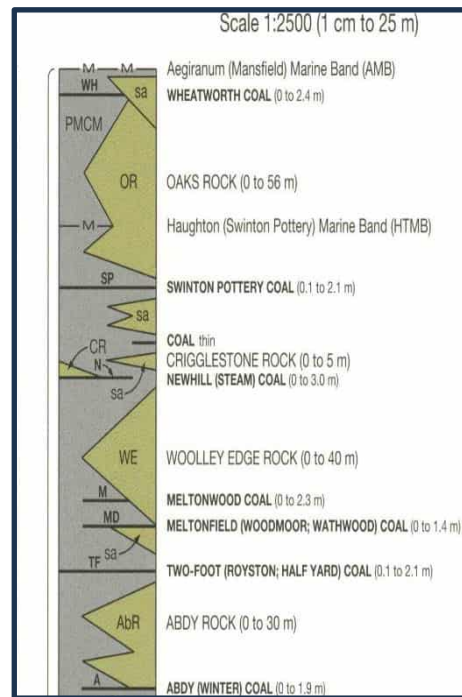 Scale 1:2500 (1 cm to 25 m)
M M Aegiranum (Mansfield) Marine Band (AMB)
WH sa WHEATWORTH COAL (0 to 2.4 m)
PMCM
OR OAKS ROCK (0 to 56 m)
M Haughton (Swinton Pottery) Marine Band (HTMB)
SP SWINTON POTTERY COAL (0.1 to 2.1 m)
sa
COAL thin
CR CRIGGLESTONE ROCK (0 to 5 m)
N NEWHILL (STEAM) COAL (0 to 3.0 m)
sa
WE WOOLLEY EDGE ROCK (0 to 40 m)
M MELTONWOOD COAL (0 to 2.3 m)
MD MELTONFIELD (WOODMOOR; WATHWOOD) COAL (0 to 1.4 m)
sa
TF TWO-FOOT (ROYSTON; HALF YARD) COAL (0.1 to 2.1 m)
AbR ABDY ROCK (0 to 30 m)
A ABDY (WINTER) COAL (0 to 1.9 m)